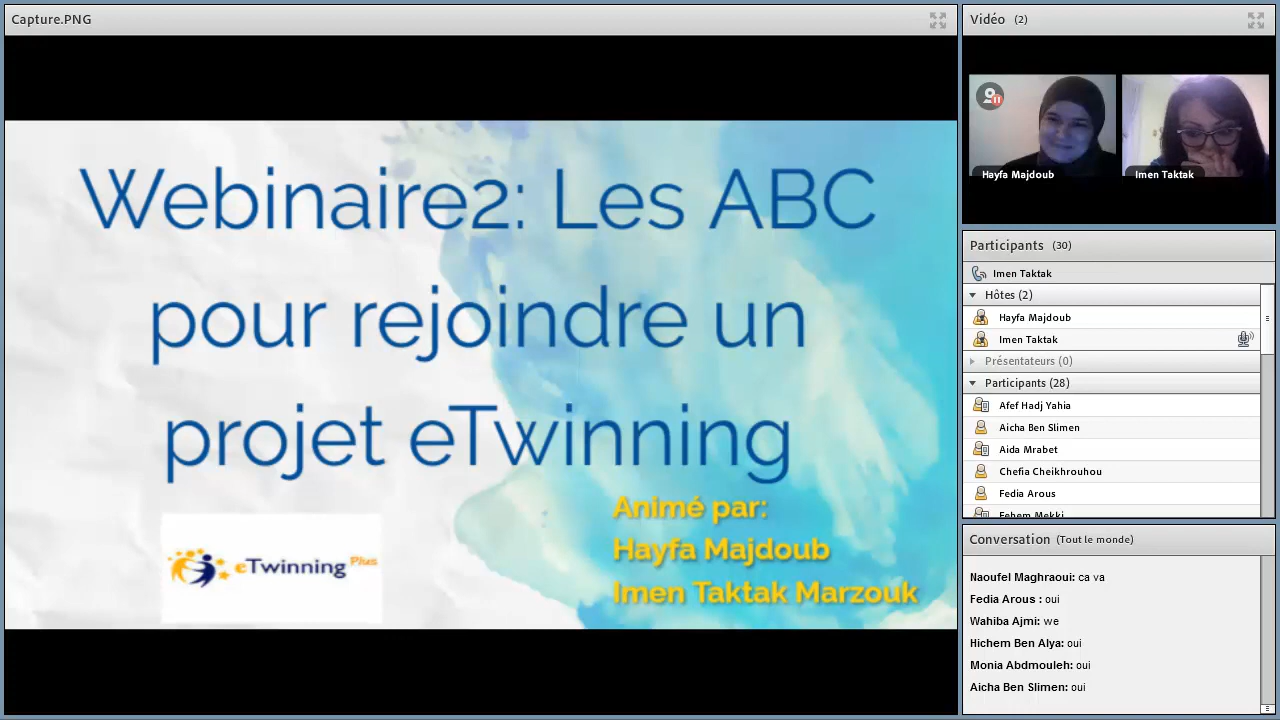 Capture.PNG
Webinaire2: Les ABC
pour rejoindre un
projet eTwinning
eTwinning Plus
Animé par:
Hayfa Majdoub
Imen Taktak Marzouk
Vidéo (2)
Hayfa Majdoub
Imen Taktak
Participants (30)
Imen Taktak
Hôtes (2)
Hayfa Majdoub
Imen Taktak
Présentateurs (0)
Participants (28)
Afef Hadj Yahia
Aicha Ben Slimen
Aida Mrabet
Chefia Cheikhrouhou
Fedia Arous
Fehem Mekki
Conversation (Tout le monde)
Naoufel Maghraoui: ca va
Fedia Arous : oui
Wahiba Ajmi: we
Hichem Ben Alya: oui
Monia Abdmouleh: oui
Aicha Ben Slimen: oui